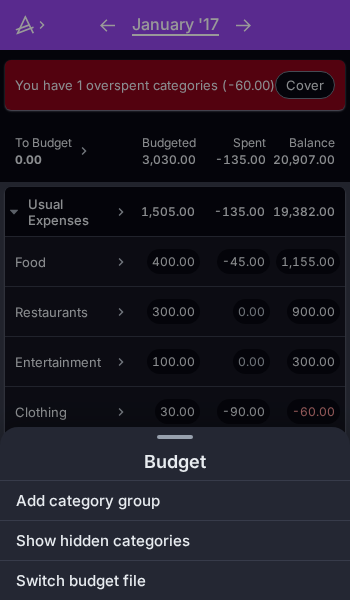 January '17
You have 1 overspent categories (-60.00) Cover
To Budget Budgeted Spent Balance
0.00 3,030.00 -135.00 20,907.00
Usual Expenses 1,505.00 -135.00 19,382.00
Food 400.00 -45.00 1,155.00
Restaurants 300.00 0.00 900.00
Entertainment 100.00 0.00 300.00
Clothing 30.00 -90.00 -60.00
Budget
Add category group
Show hidden categories
Switch budget file